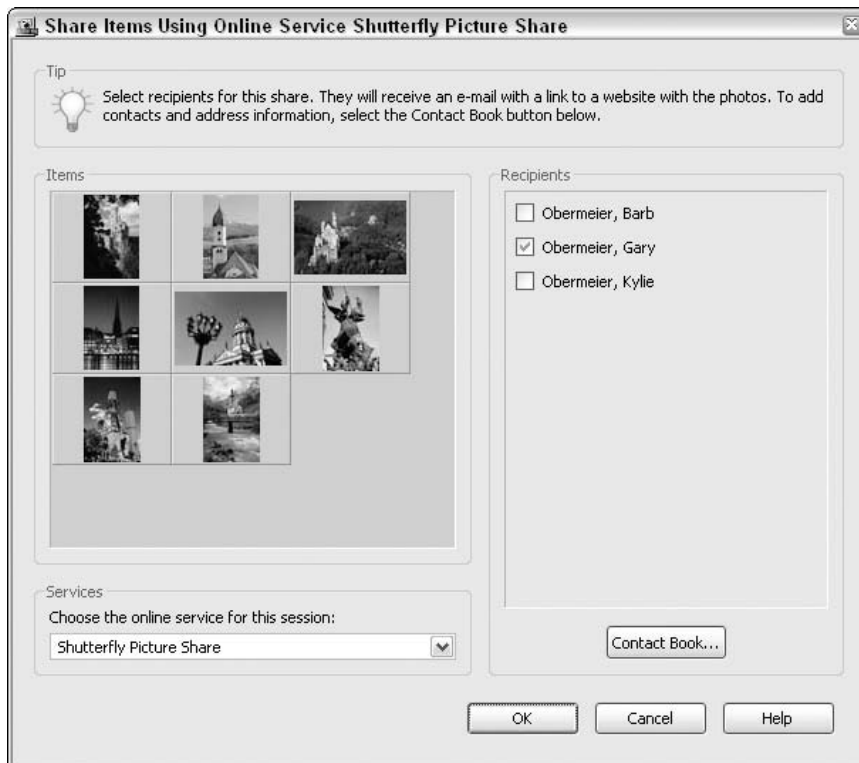 Share Items Using Online Service Shutterfly Picture Share
Tip
Select recipients for this share. They will receive an e-mail with a link to a website with the photos. To add
contacts and address information, select the Contact Book button below.
Items
Recipients
Obermeier, Barb
Obermeier, Gary
Obermeier, Kylie
Services
Choose the online service for this session:
Shutterfly Picture Share
Contact Book...
OK
Cancel
Help